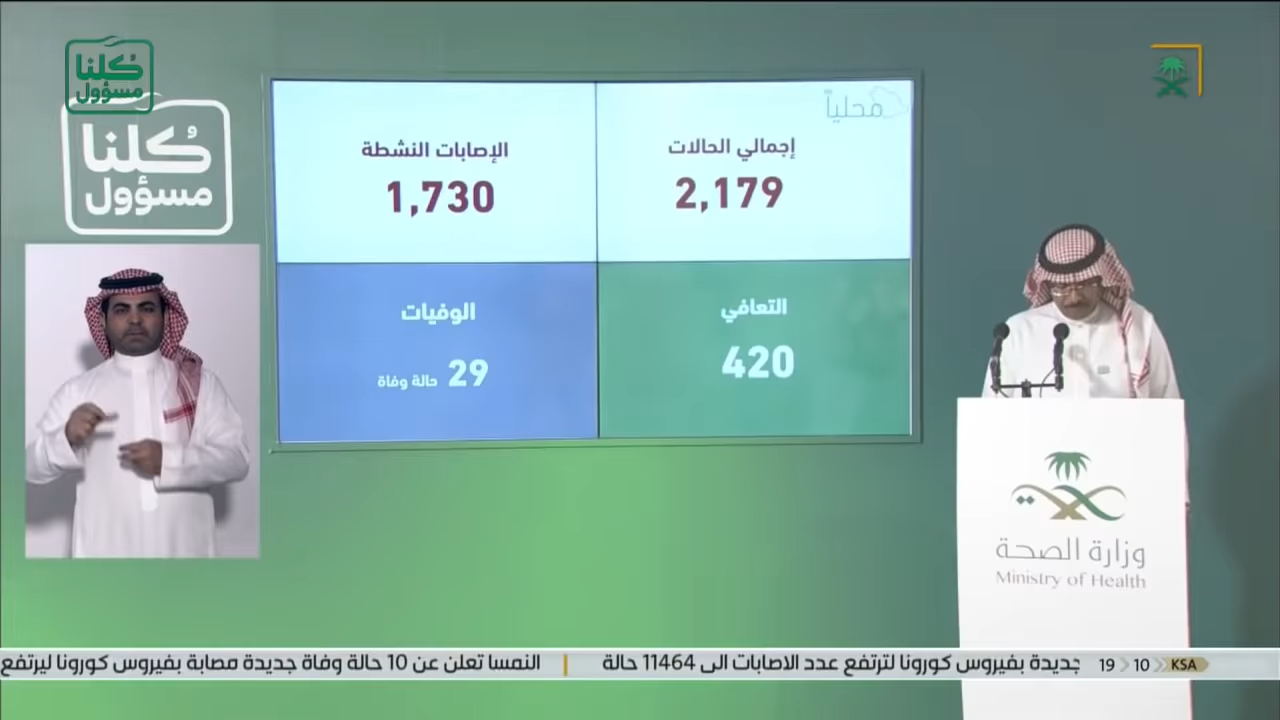 كلنا
مسؤول
كلنا
مسؤول
محلياً
إجمالي الحالات
2,179
الإصابات النشطة
1,730
التعافي
420
الوفيات
29 حالة وفاة
وزارة الصحة
Ministry of Health
KSA 10 19
جديدة بفيروس كورونا لترتفع عدد الاصابات الى 11464 حالة | النمسا تعلن عن 10 حالة وفاة جديدة مصابة بفيروس كورونا ليرتفع